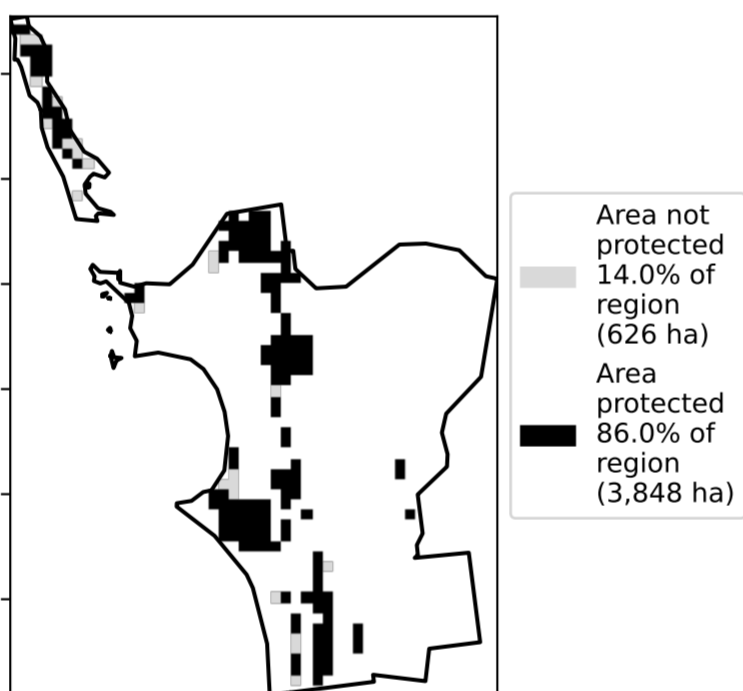 Area not
protected
14.0% of
region
(626 ha)
Area
protected
86.0% of
region
(3,848 ha)